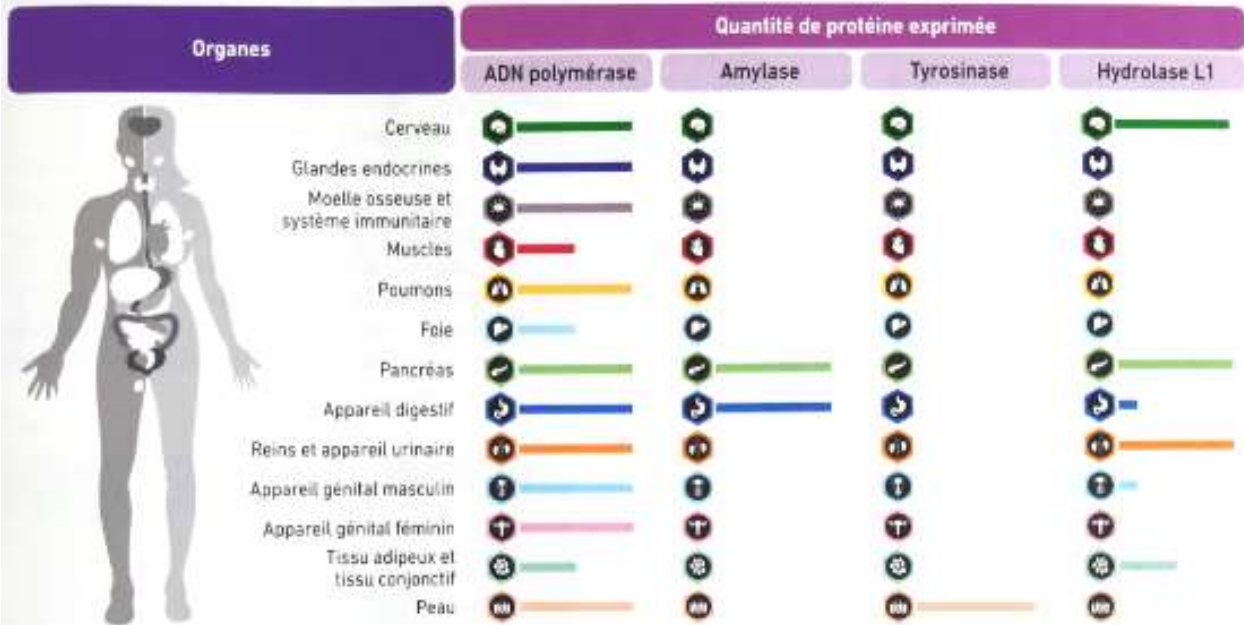 Organes
Quantité de protéine exprimée
ADN polymérase
Amylase
Tyrosinase
Hydrolase L1
Cerveau
Glandes endocrines
Moelle osseuse et
système immunitaire
Muscles
Poumons
Foie
Pancréas
Appareil digestif
Reins et appareil urinaire
Appareil génital masculin
Appareil génital féminin
Tissu adipeux et
tissu conjonctif
Peau